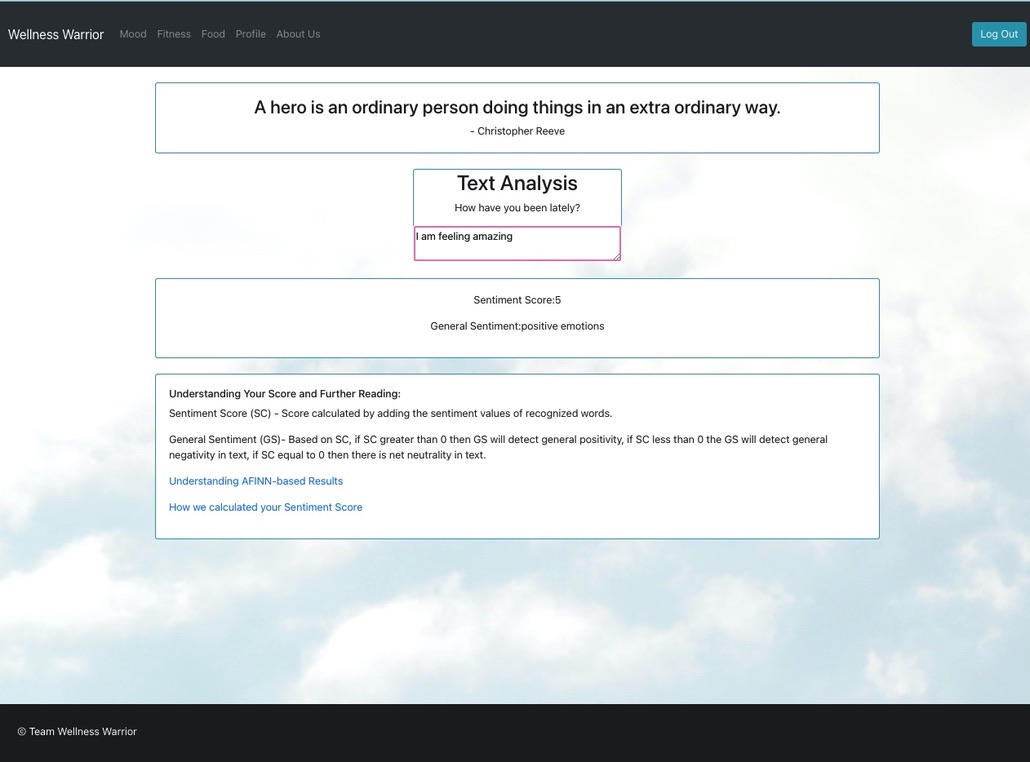 Wellness Warrior Mood Fitness Food Profile About Us Log Out
A hero is an ordinary person doing things in an extra ordinary way.
- Christopher Reeve
Text Analysis
How have you been lately?
I am feeling amazing
Sentiment Score:5
General Sentiment:positive emotions
Understanding Your Score and Further Reading:
Sentiment Score (SC) - Score calculated by adding the sentiment values of recognized words.
General Sentiment (GS)- Based on SC, if SC greater than 0 then GS will detect general positivity, if SC less than 0 the GS will detect general
negativity in text, if SC equal to 0 then there is net neutrality in text.
Understanding AFINN-based Results
How we calculated your Sentiment Score
© Team Wellness Warrior